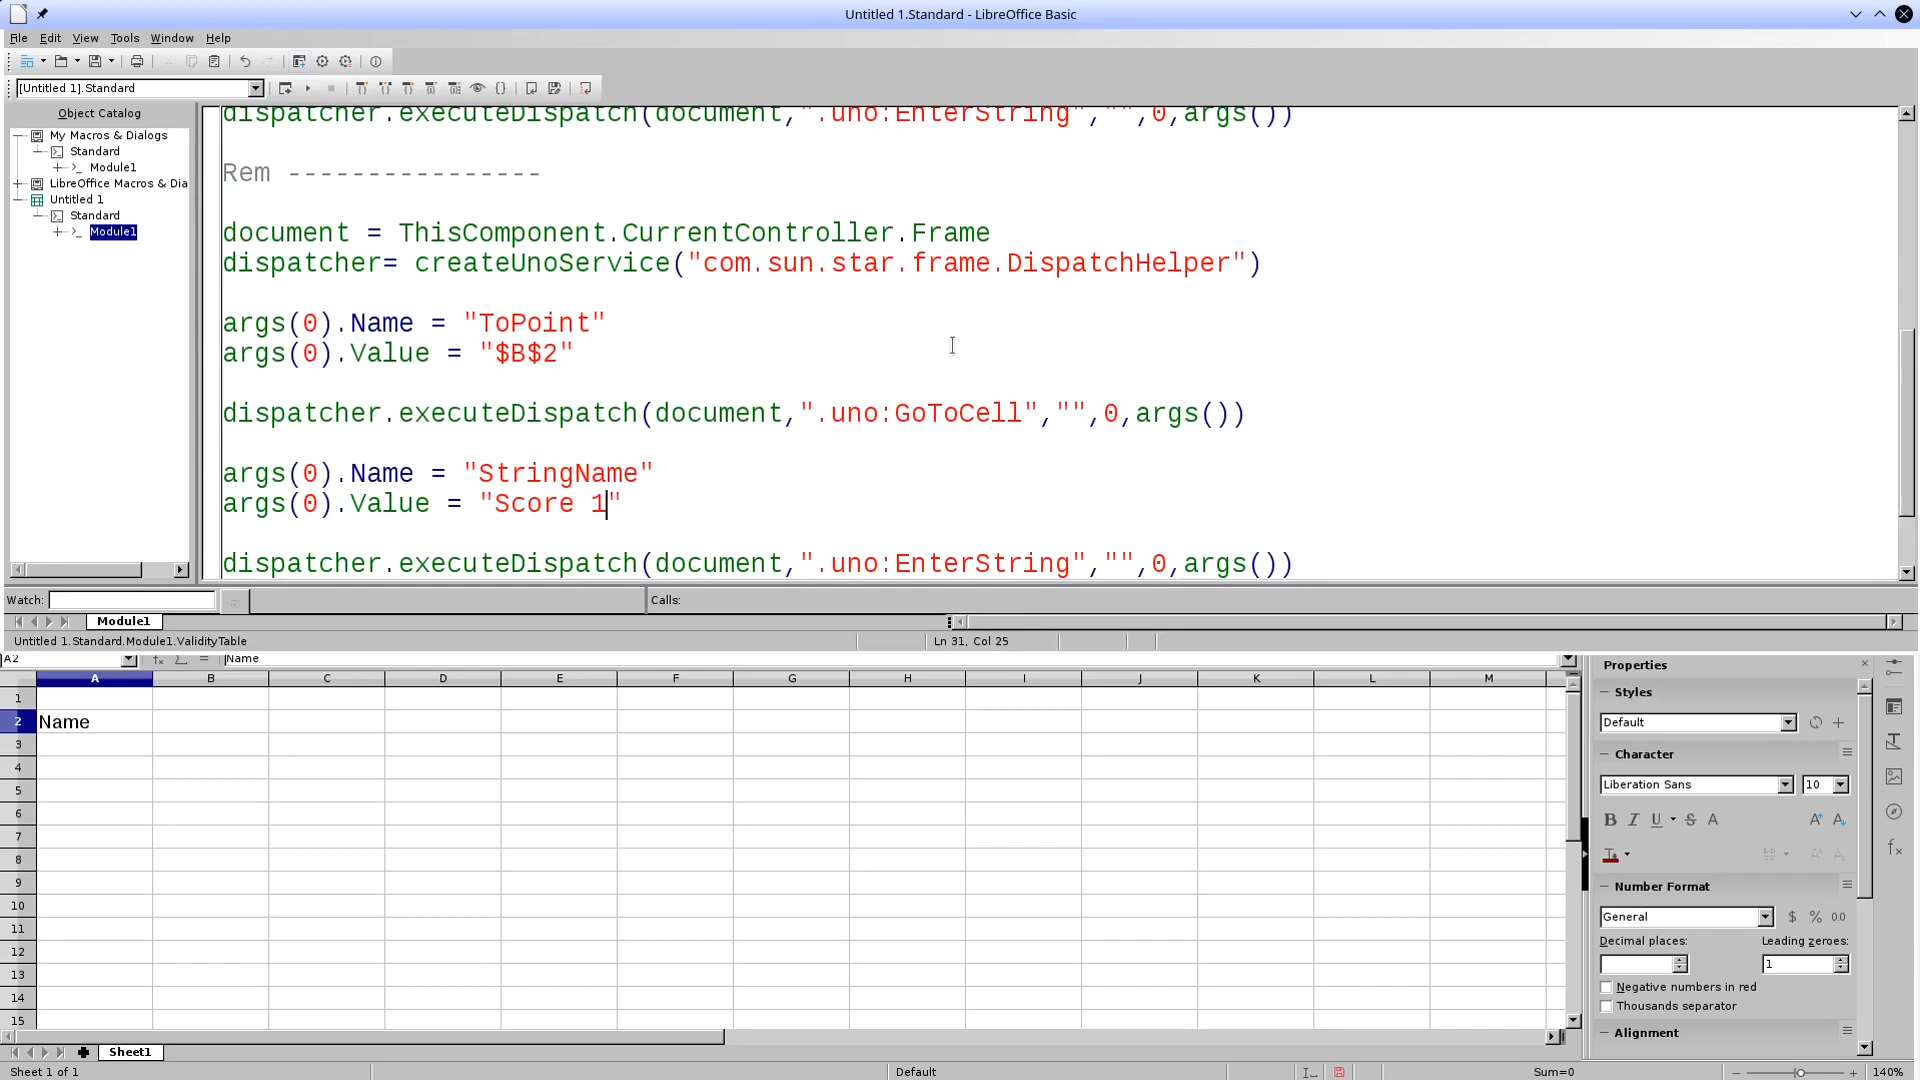 Untitled 1.Standard - LibreOffice Basic
File Edit View Tools Window Help
[Untitled 1].Standard
Object Catalog
My Macros & Dialogs
Standard
Module1
LibreOffice Macros & Dia
Untitled 1
Standard
Module1
dispatcher.executeDispatch(document,".uno:EnterString","",0,args())
Rem ----------------
document = ThisComponent.CurrentController.Frame
dispatcher= createUnoService("com.sun.star.frame.DispatchHelper")
args(0).Name = "ToPoint"
args(0).Value = "$B$2"
dispatcher.executeDispatch(document,".uno:GoToCell","",0,args())
args(0).Name = "StringName"
args(0).Value = "Score 1"
dispatcher.executeDispatch(document,".uno:EnterString","",0,args())
Watch:
Calls:
Module1
Untitled 1.Standard.Module1.ValidityTable
Ln 31, Col 25
A2
Name
A B C D E F G H I J K L M
1
2 Name
3
4
5
6
7
8
9
10
11
12
13
14
15
Sheet1
Sheet 1 of 1
Default
Sum=0
140%
Properties
Styles
Default
Character
Liberation Sans 10
Number Format
General
$ % 0.0
Decimal places: Leading zeroes:
1
Negative numbers in red
Thousands separator
Alignment